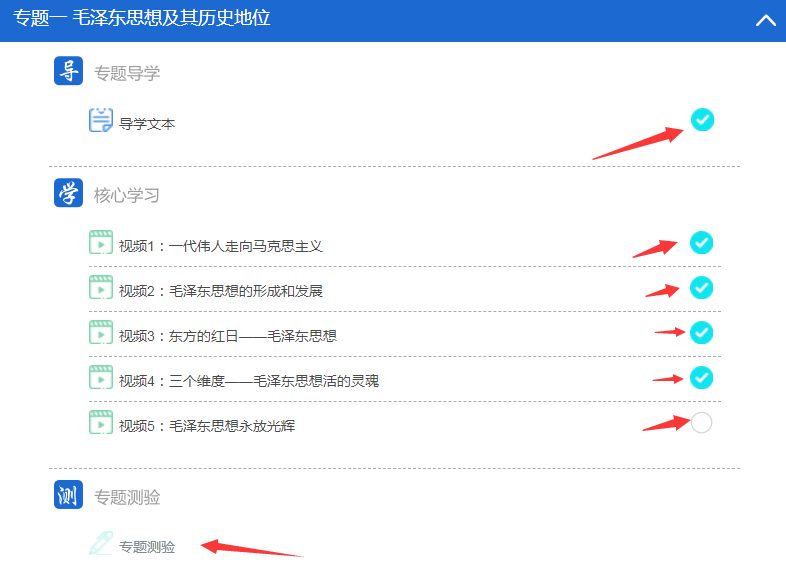 专题一 毛泽东思想及其历史地位
导 专题导学
导学文本
学 核心学习
视频1：一代伟人走向马克思主义
视频2：毛泽东思想的形成和发展
视频3：东方的红日——毛泽东思想
视频4：三个维度——毛泽东思想活的灵魂
视频5：毛泽东思想永放光辉
测 专题测验
专题测验